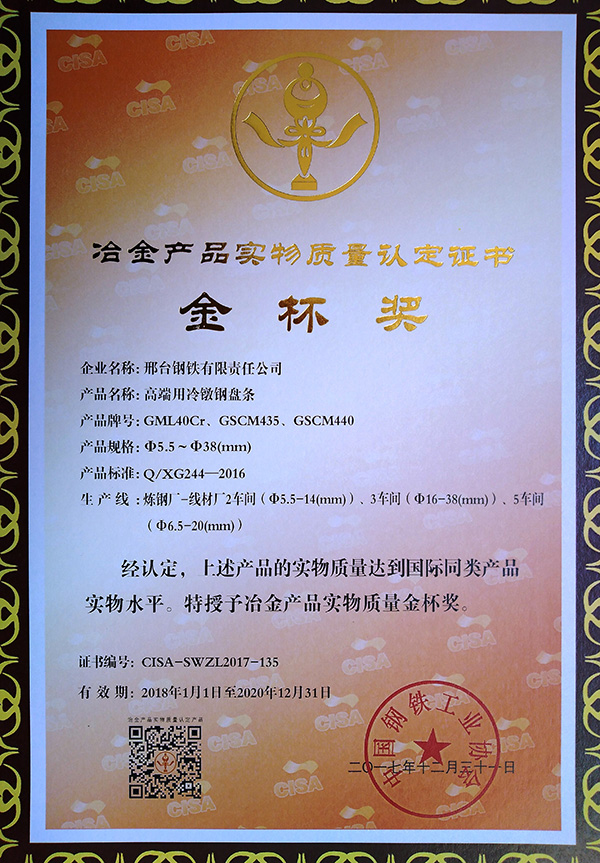 CISA
冶金产品实物质量认定证书
金杯奖
企业名称: 邢台钢铁有限责任公司
产品名称: 高端用冷镦钢盘条
产品牌号: GML40Cr、GSCM435、GSCM440
产品规格: Φ5.5～Φ38(mm)
产品标准: Q/XG244—2016
生产线: 炼钢厂-线材厂2车间（Φ5.5-14(mm)）、3车间（Φ16-38(mm)）、5车间
（Φ6.5-20(mm)）
经认定，上述产品的实物质量达到国际同类产品
实物水平。特授予冶金产品实物质量金杯奖。
证书编号: CISA-SWZL2017-135
有效期: 2018年1月1日至2020年12月31日
冶金产品实物质量认定产品
中国钢铁工业协会
二〇一七年十二月三十一日